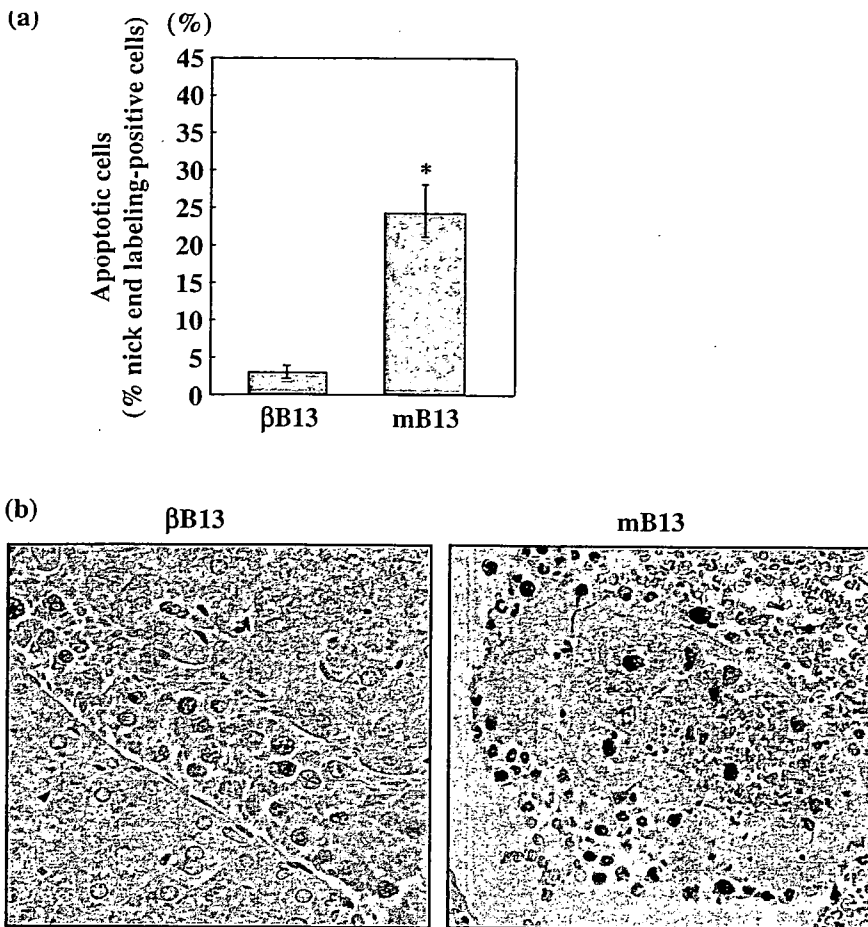 (a)
(%)
Apoptotic cells
(% nick end labeling-positive cells)
45
40
35
30
25
20
15
10
5
0
*
βB13
mB13
(b)
βB13
mB13